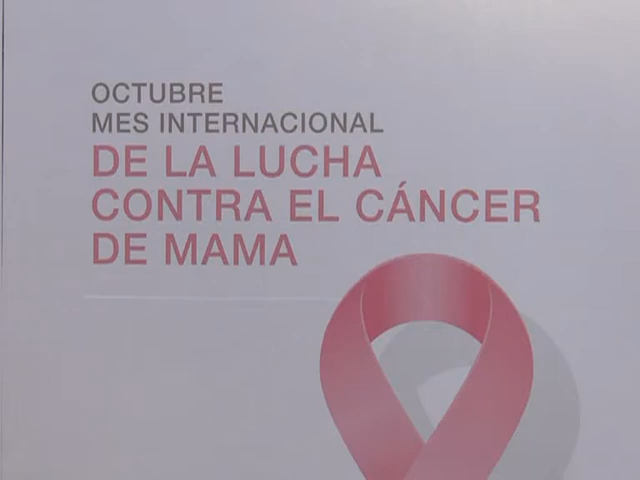 OCTUBRE
MES INTERNACIONAL
DE LA LUCHA
CONTRA EL CÁNCER
DE MAMA